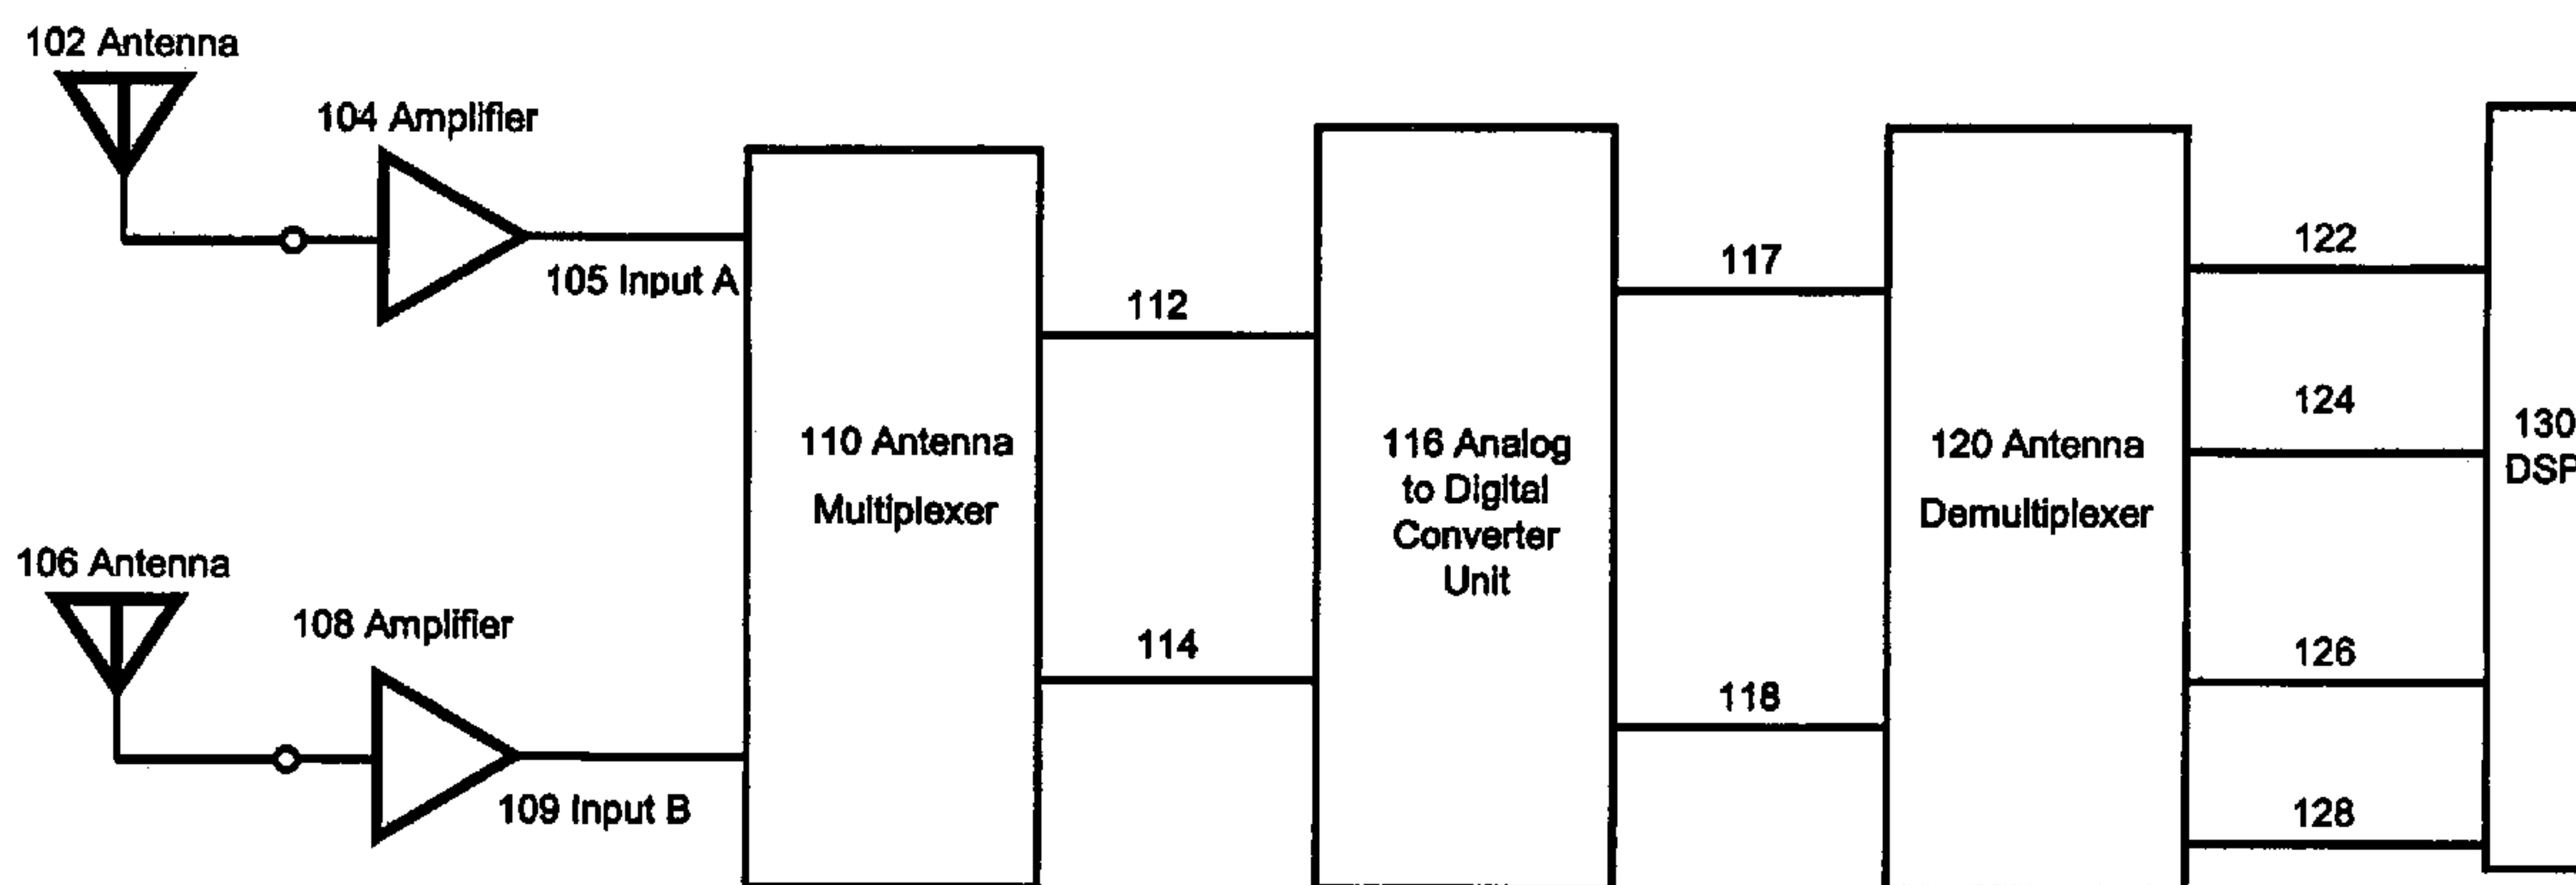 102 Antenna
104 Amplifier
105 Input A
106 Antenna
108 Amplifier
109 Input B
110 Antenna
Multiplexer
112
114
116 Analog
to Digital
Converter
Unit
117
118
120 Antenna
Demultiplexer
122
124
126
128
130
DSP